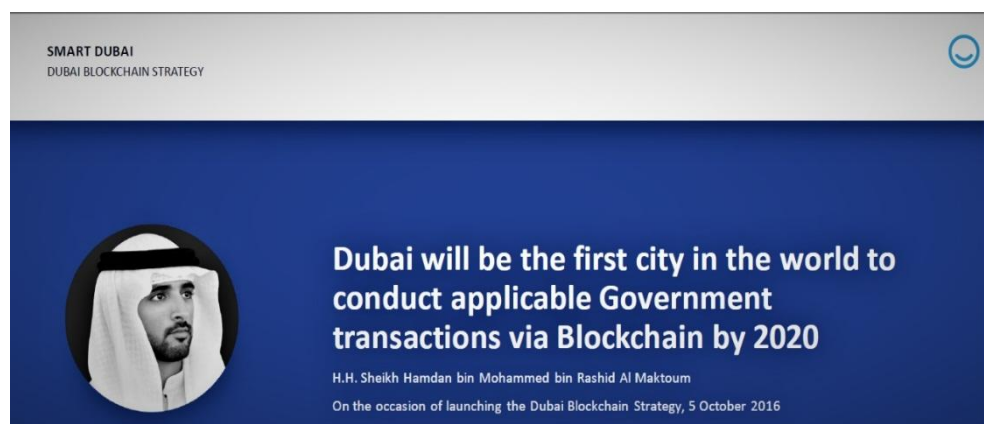 SMART DUBAI
DUBAI BLOCKCHAIN STRATEGY
Dubai will be the first city in the world to
conduct applicable Government
transactions via Blockchain by 2020
H.H. Sheikh Hamdan bin Mohammed bin Rashid Al Maktoum
On the occasion of launching the Dubai Blockchain Strategy, 5 October 2016